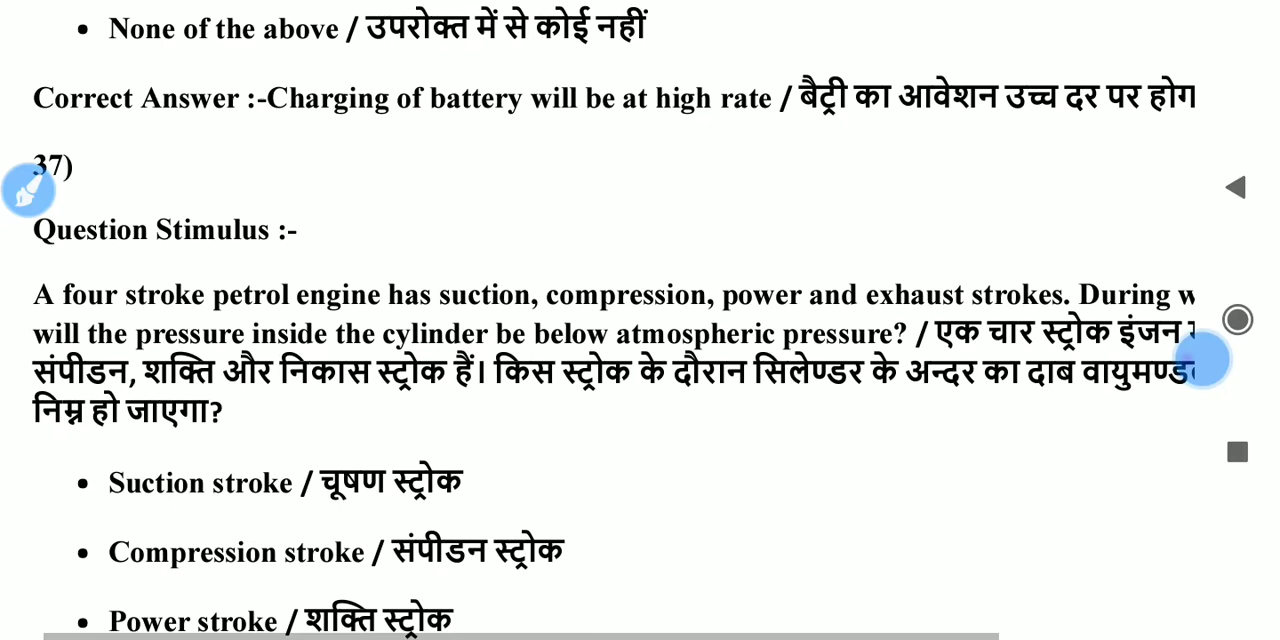 None of the above / उपरोक्त में से कोई नहीं
Correct Answer :-Charging of battery will be at high rate / बैट्री का आवेशन उच्च दर पर
37)
Question Stimulus :-
A four stroke petrol engine has suction, compression, power and exhaust strokes. During
will the pressure inside the cylinder be below atmospheric pressure? / एक चार स्ट्रोक इंजन
संपीडन, शक्ति और निकास स्ट्रोक हैं। किस स्ट्रोक के दौरान सिलेण्डर के अन्दर का दाब
निम्न हो जाएगा?
Suction stroke / चूषण स्ट्रोक
Compression stroke / संपीडन स्ट्रोक
Power stroke / शक्ति स्ट्रोक